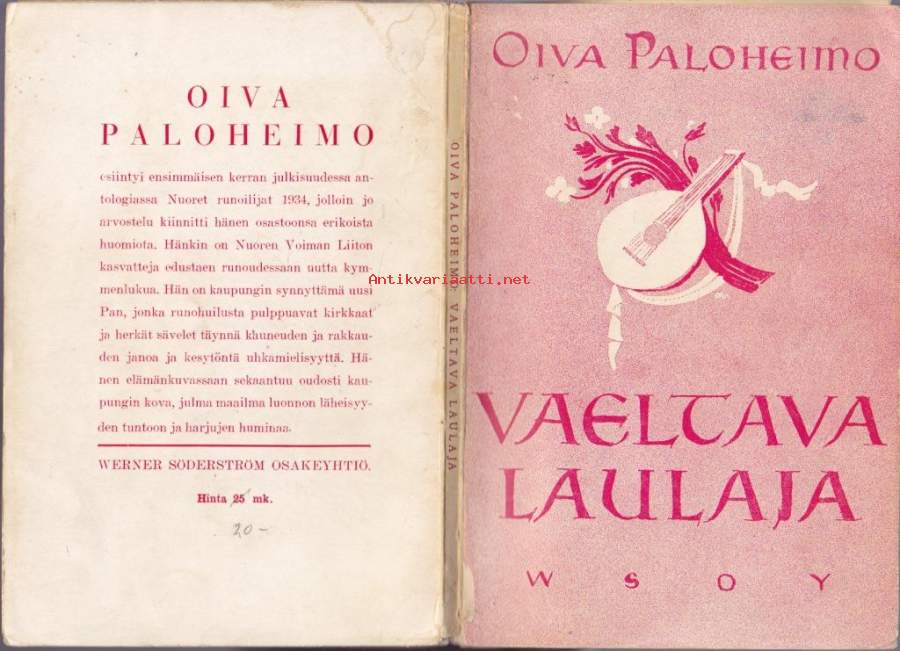 OIVA
PALOHEIMO
esiintyi ensimmäisen kerran julkisuudessa an-
tologiassa Nuoret runoilijat 1934, jolloin jo
arvostelu kiinnitti hänen osastoonsa erikoista
huomiota. Hänkin on Nuoren Voiman Liiton
kasvatteja edustaen runoudessaan uutta kym-
menlukua. Hän on kaupungin synnyttämä uusi
Pan, jonka runohuilusta pulppuavat kirkkaat
ja herkät sävelet täynnä khuneuden ja rakkau-
den janoa ja kesytöntä uhkamielisyyttä. Hä-
nen elämänkuvassaan sekaantuu oudosti kau-
pungin kova, julma maailma luonnon läheisyy-
den tuntoon ja harjujen huminaa.
WERNER SÖDERSTRÖM OSAKEYHTIÖ.
Hinta 25 mk.
20-
OIVA PALOHEIMO: VAELTAVA LAULAJA
OIVA PALOHEIMO
VAELTAVA
LAULAJA
WSOY
Antikvariaatti.net